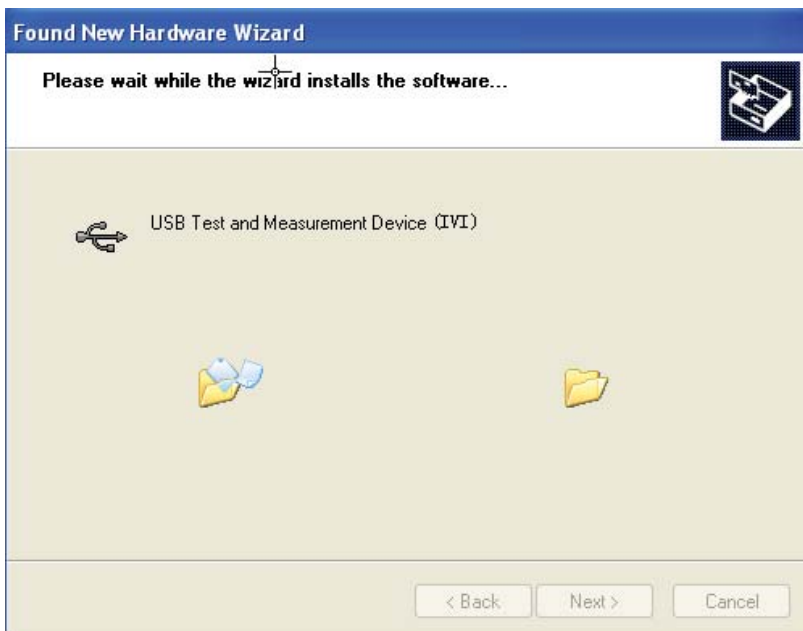 Found New Hardware Wizard
Please wait while the wizard installs the software...
USB Test and Measurement Device (IVI)
< Back
Next >
Cancel